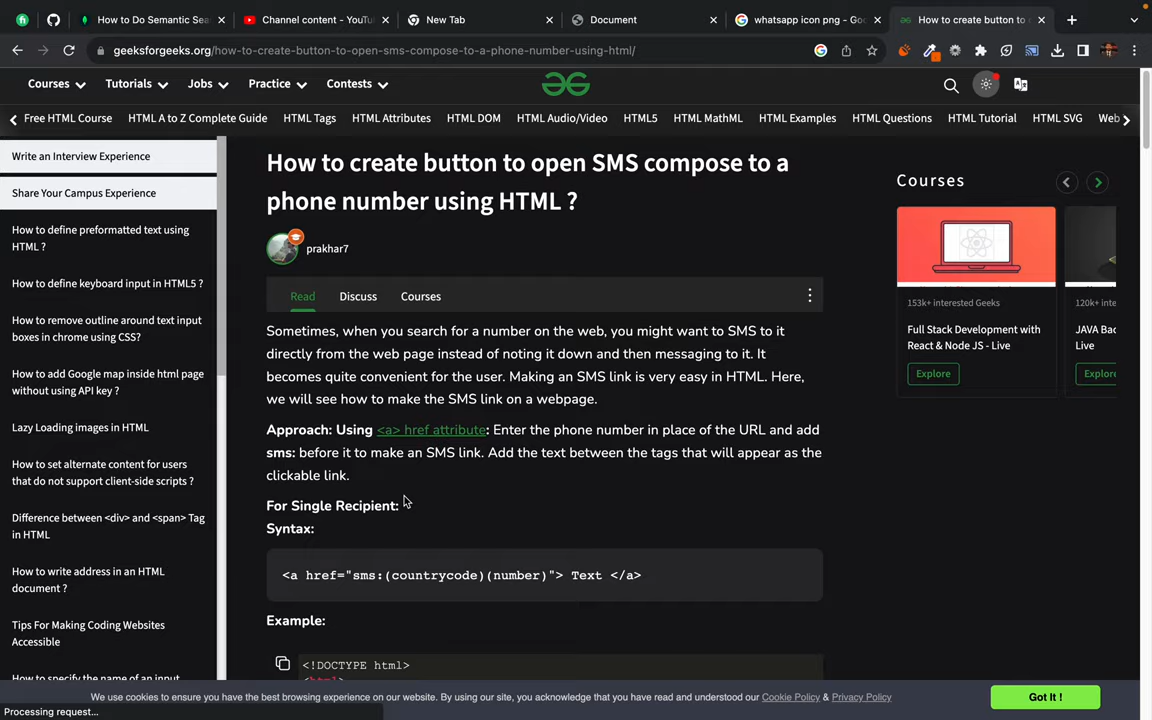 How to Do Semantic Sea
Channel content - YouTu
New Tab
Document
whatsapp icon png - Goo
How to create button to o
geeksforgeeks.org/how-to-create-button-to-open-sms-compose-to-a-phone-number-using-html/
Courses
Tutorials
Jobs
Practice
Contests
Free HTML Course
HTML A to Z Complete Guide
HTML Tags
HTML Attributes
HTML DOM
HTML Audio/Video
HTML5
HTML MathML
HTML Examples
HTML Questions
HTML Tutorial
HTML SVG
Web
Write an Interview Experience
Share Your Campus Experience
How to define preformatted text using
HTML ?
How to define keyboard input in HTML5 ?
How to remove outline around text input
boxes in chrome using CSS?
How to add Google map inside html page
without using API key ?
Lazy Loading images in HTML
How to set alternate content for users
that do not support client-side scripts ?
Difference between <div> and <span> Tag
in HTML
How to write address in an HTML
document ?
Tips For Making Coding Websites
Accessible
How to specify the name of an input
How to create button to open SMS compose to a
phone number using HTML ?
prakhar7
Read
Discuss
Courses
Sometimes, when you search for a number on the web, you might want to SMS to it
directly from the web page instead of noting it down and then messaging to it. It
becomes quite convenient for the user. Making an SMS link is very easy in HTML. Here,
we will see how to make the SMS link on a webpage.
Approach: Using <a> href attribute: Enter the phone number in place of the URL and add
sms: before it to make an SMS link. Add the text between the tags that will appear as the
clickable link.
For Single Recipient:
Syntax:
<a href="sms:(countrycode)(number)"> Text </a>
Example:
<!DOCTYPE html>
<html>
Courses
153k+ interested Geeks
Full Stack Development with
React & Node JS - Live
Explore
120k+ inte
JAVA Bac
Live
Explore
We use cookies to ensure you have the best browsing experience on our website. By using our site, you acknowledge that you have read and understood our Cookie Policy & Privacy Policy
Got It !
Processing request...